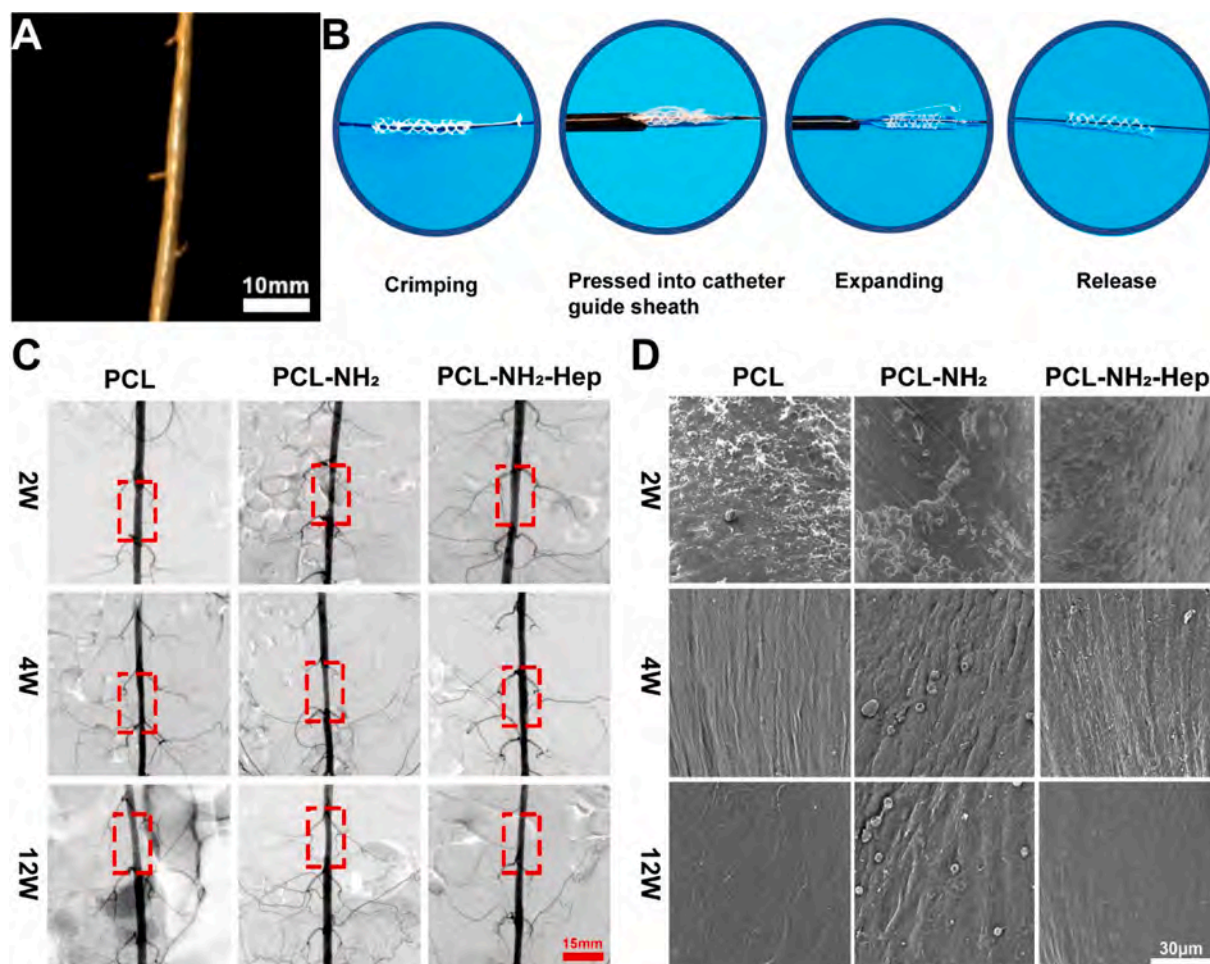 A
10mm
B
Crimping
Pressed into catheter
guide sheath
Expanding
Release
C
PCL
PCL-NH₂
PCL-NH₂-Hep
2W
4W
12W
15mm
D
PCL
PCL-NH₂
PCL-NH₂-Hep
2W
4W
12W
30μm